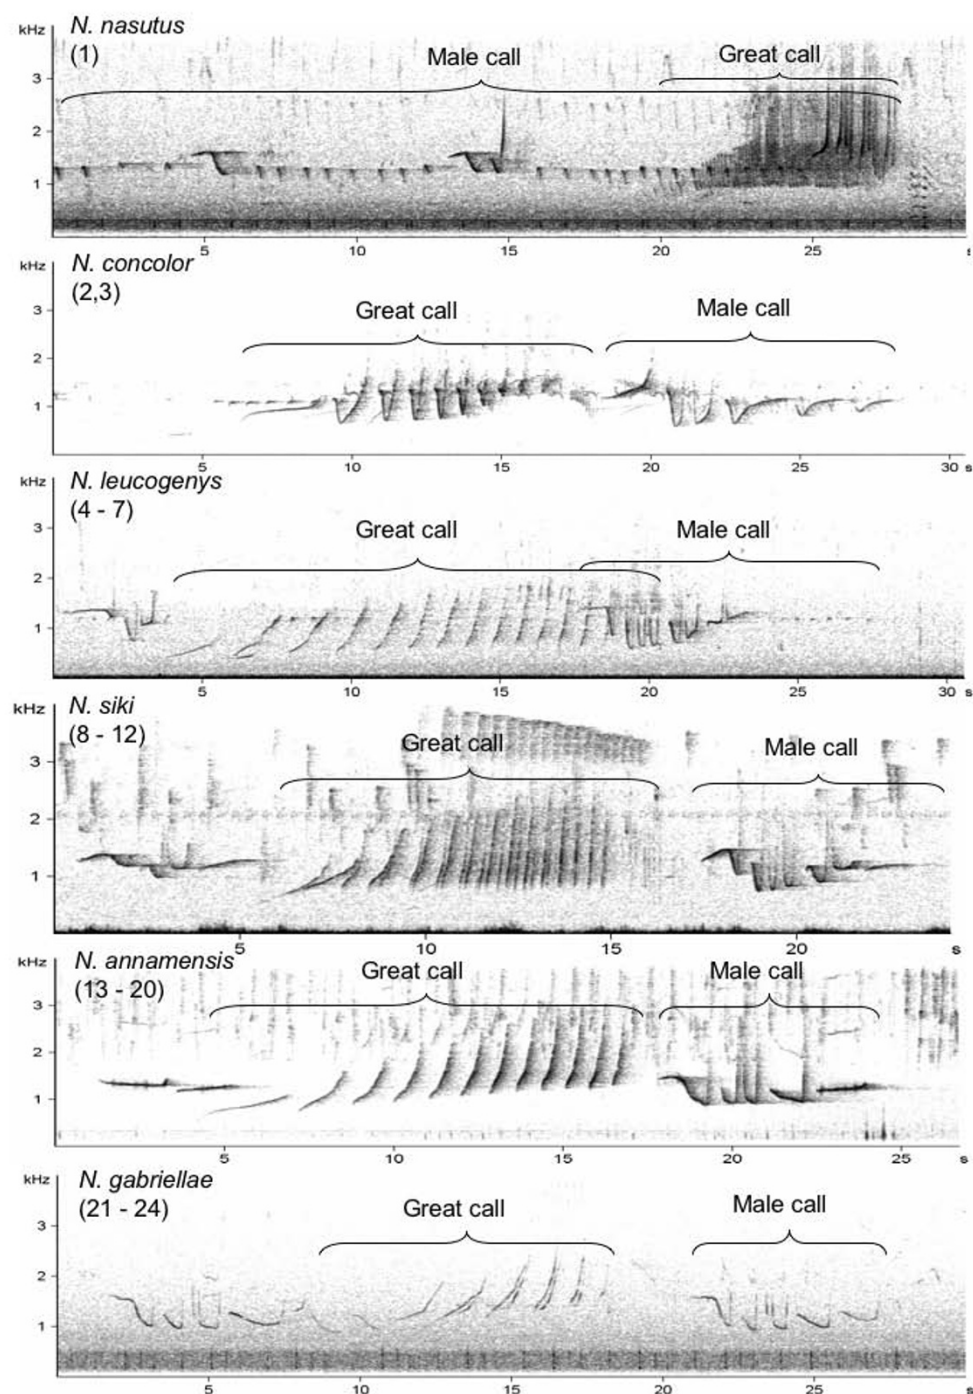 kHz
N. nasutus
(1)
Male call
Great call
3
2
1
5
10
15
20
25
s
kHz
N. concolor
(2,3)
Great call
Male call
3
2
1
5
10
15
20
25
30 s
kHz
N. leucogenys
(4 - 7)
Great call
Male call
3
2
1
5
10
15
20
25
30 s
kHz
N. siki
(8 - 12)
Great call
Male call
3
2
1
5
10
15
20
s
kHz
N. annamensis
(13 - 20)
Great call
Male call
3
2
1
5
10
15
20
25
s
kHz
N. gabriellae
(21 - 24)
Great call
Male call
3
2
1
5
10
15
20
25
s